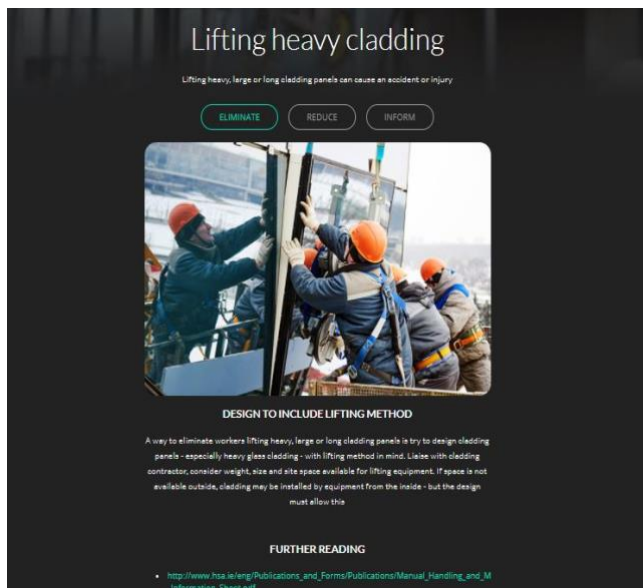 Lifting heavy cladding
Lifting heavy, large or long cladding panels can cause an accident or injury
ELIMINATE REDUCE INFORM
DESIGN TO INCLUDE LIFTING METHOD
A way to eliminate workers lifting heavy, large or long cladding panels is try to design cladding
panels - especially heavy glass cladding - with lifting method in mind. Liaise with cladding
contractor, consider weight, size and site space available for lifting equipment. If space is not
available outside, cladding may be installed by equipment from the inside - but the design
must allow this
FURTHER READING
http://www.hsa.ie/eng/Publications_and_Forms/Publications/Manual_Handling_and_M
_Information_Sheet.pdf